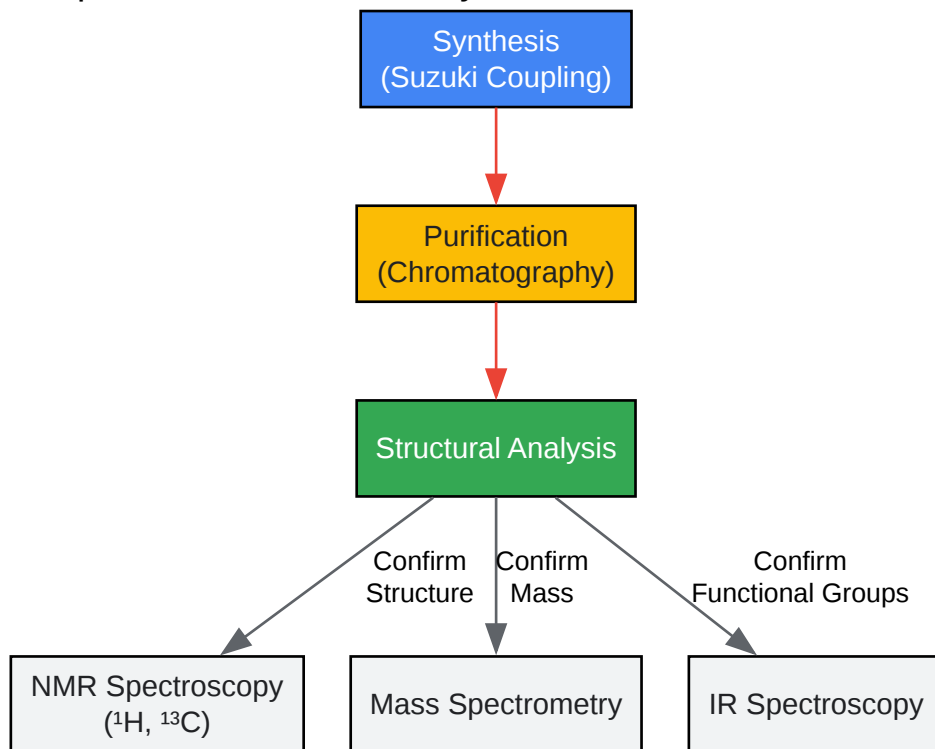 Synthesis
(Suzuki Coupling)
Purification
(Chromatography)
Structural Analysis
Confirm
Structure
Confirm
Mass
Confirm
Functional Groups
NMR Spectroscopy
(¹H, ¹³C)
Mass Spectrometry
IR Spectroscopy